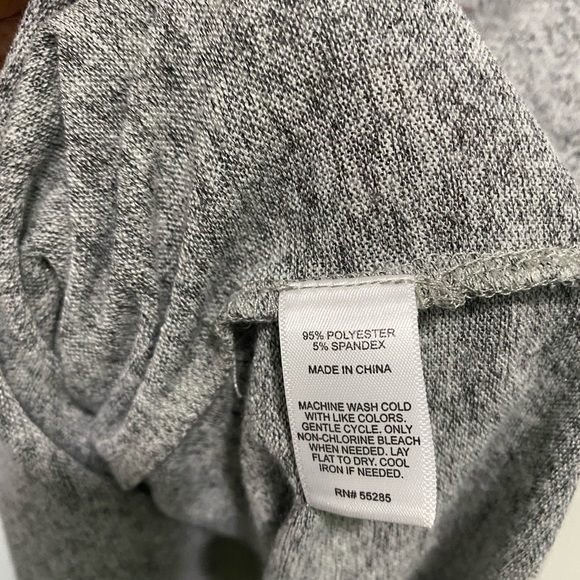 95% POLYESTER
5% SPANDEX
MADE IN CHINA
MACHINE WASH COLD
WITH LIKE COLORS.
GENTLE CYCLE. ONLY
NON-CHLORINE BLEACH
WHEN NEEDED. LAY
FLAT TO DRY. COOL
IRON IF NEEDED.
RN# 55285